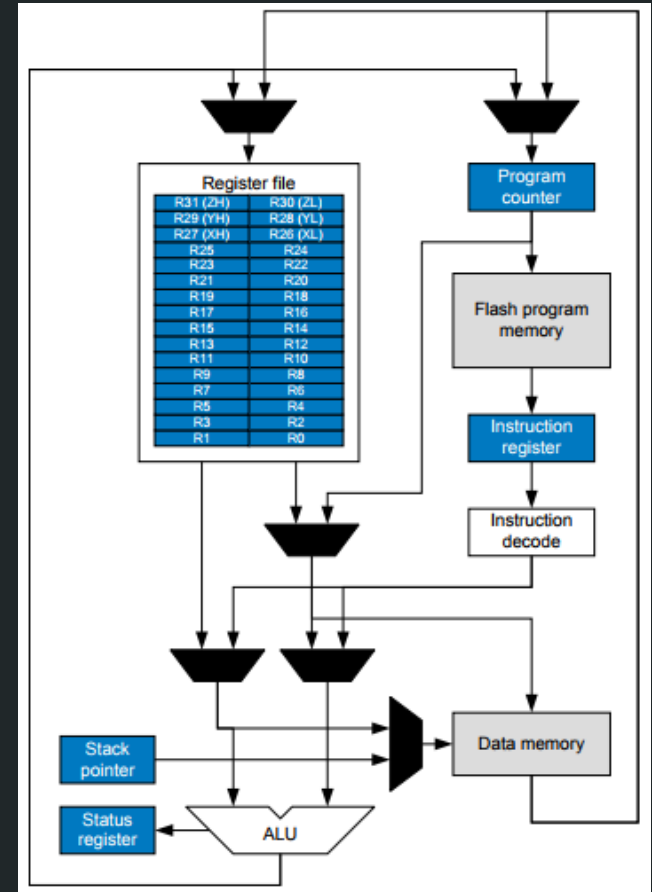 Register file
R31 (ZH) R30 (ZL)
R29 (YH) R28 (YL)
R27 (XH) R26 (XL)
R25 R24
R23 R22
R21 R20
R19 R18
R17 R16
R15 R14
R13 R12
R11 R10
R9 R8
R7 R6
R5 R4
R3 R2
R1 R0
Program
counter
Flash program
memory
Instruction
register
Instruction
decode
Stack
pointer
Data memory
Status
register
ALU